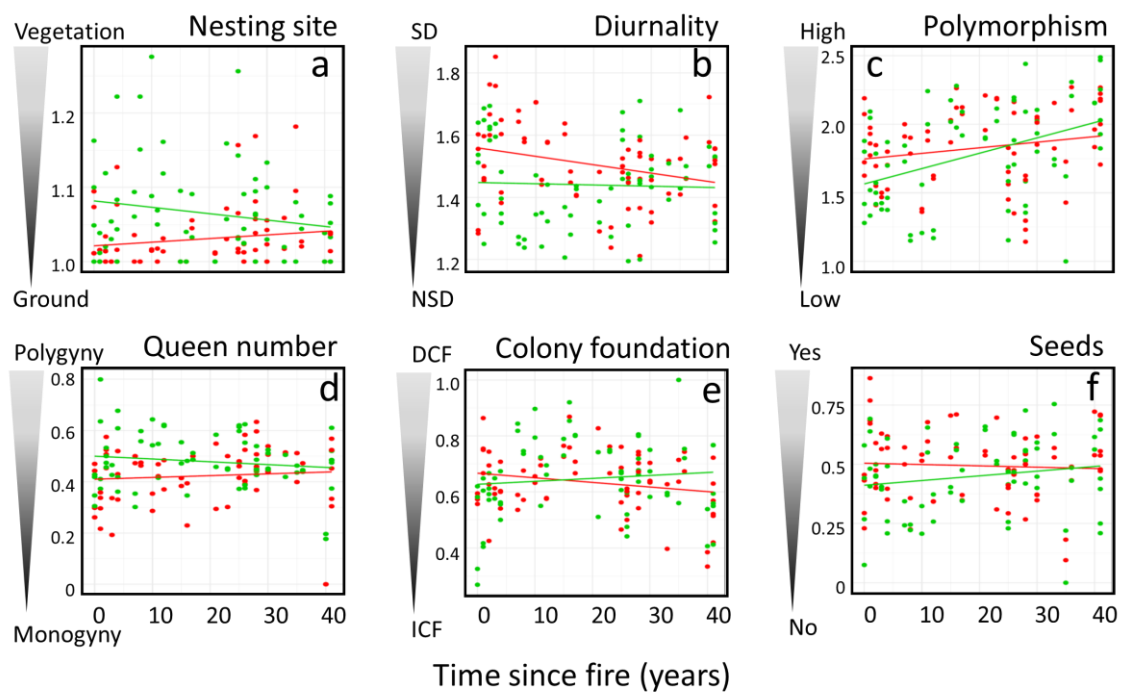 Vegetation Nesting site
a
1.2
1.1
1.0
Ground
SD Diurnality
b
1.8
1.6
1.4
1.2
NSD
High Polymorphism
c
2.5
2.0
1.5
1.0
Low
Polygyny Queen number
d
0.8
0.6
0.4
0.2
0
0 10 20 30 40
Monogyny
DCF Colony foundation
e
1.0
0.8
0.6
0.4
0 10 20 30 40
ICF
Yes Seeds
f
0.75
0.5
0.25
0
0 10 20 30 40
No
Time since fire (years)